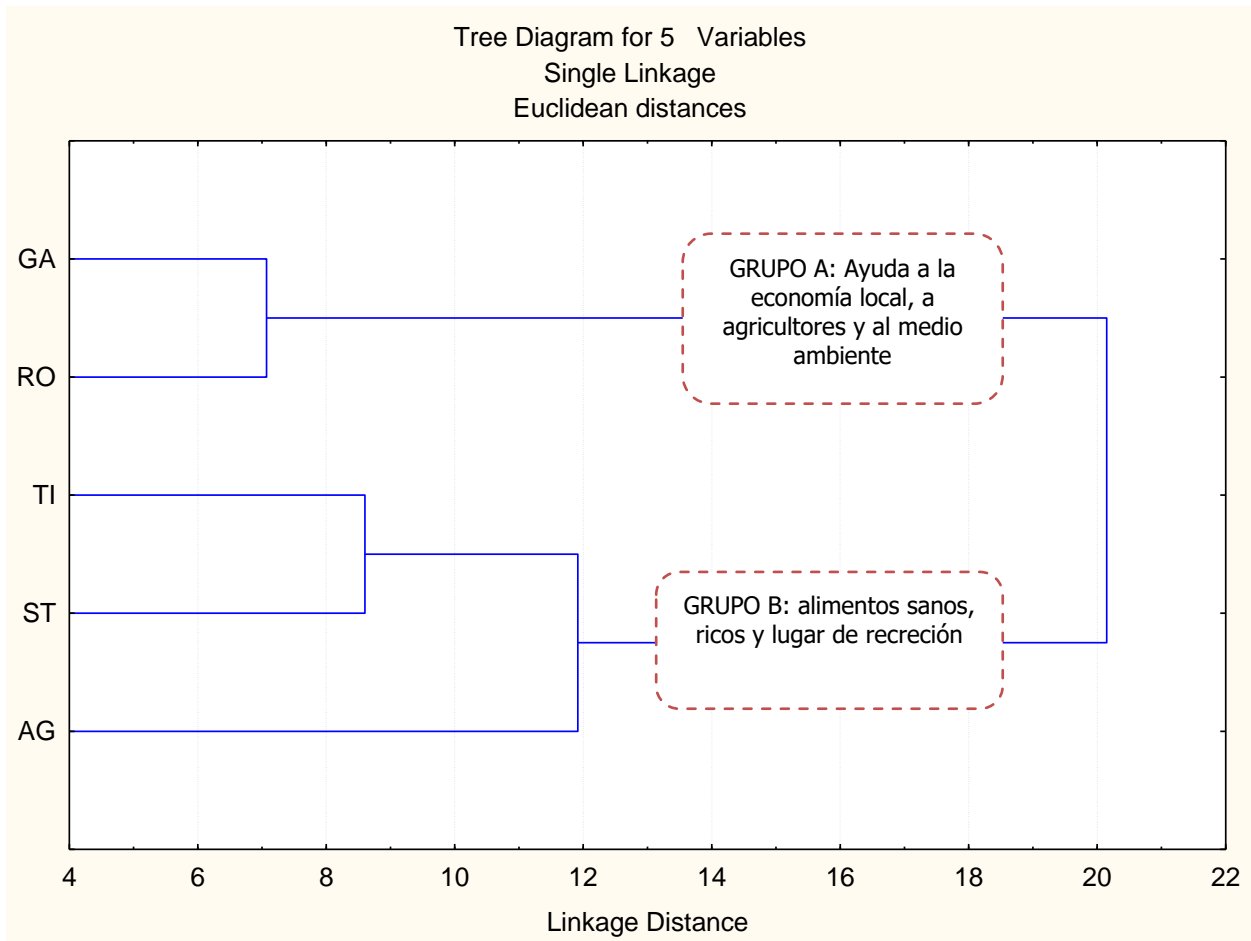 Tree Diagram for 5 Variables
Single Linkage
Euclidean distances
GA
RO
TI
ST
AG
GRUPO A: Ayuda a la
economía local, a
agricultores y al medio
ambiente
GRUPO B: alimentos sanos,
ricos y lugar de recreción
4 6 8 10 12 14 16 18 20 22
Linkage Distance